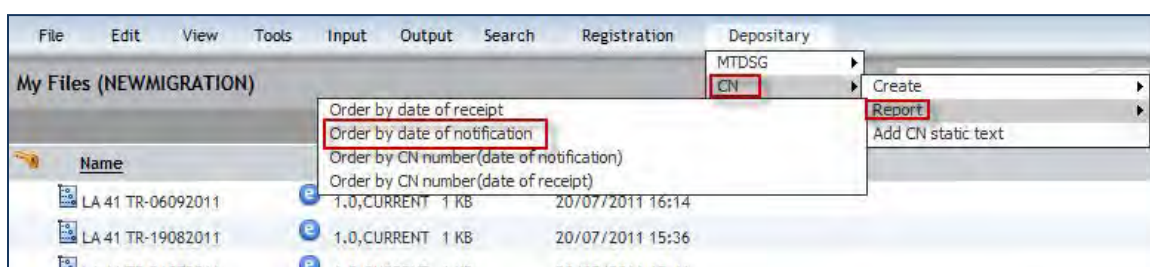 File Edit View Tools Input Output Search Registration Depositary
MTDSG
My Files (NEWMIGRATION)
CN
Create
Order by date of receipt
Report
Order by date of notification
Add CN static text
Order by CN number(date of notification)
Name
Order by CN number(date of receipt)
LA 41 TR-06092011 1.0,CURRENT 1 KB 20/07/2011 16:14
LA 41 TR-19082011 1.0,CURRENT 1 KB 20/07/2011 15:36